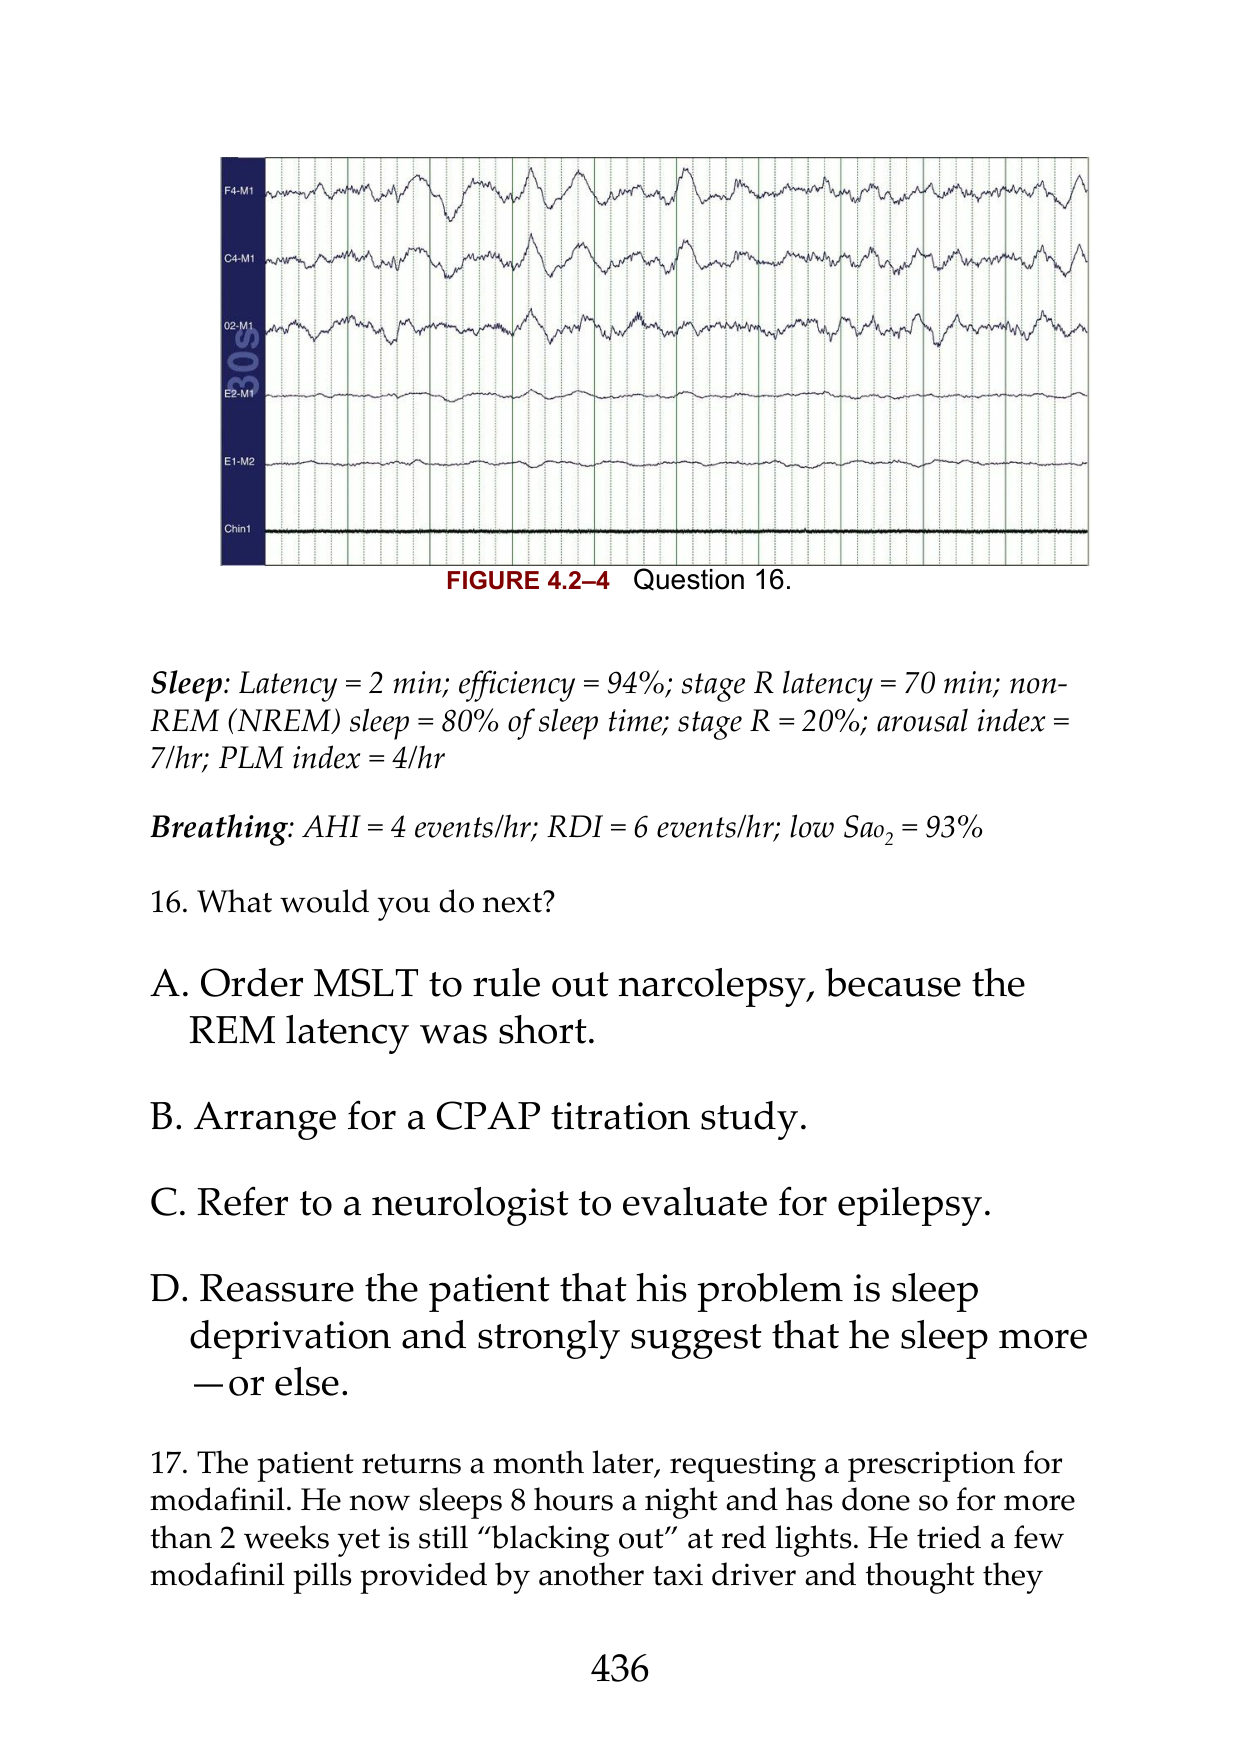 F4-M1
C4-M1
02-M1
30s
E2-M1
E1-M2
Chin1
FIGURE 4.2–4 Question 16.
Sleep: Latency = 2 min; efficiency = 94%; stage R latency = 70 min; non-
REM (NREM) sleep = 80% of sleep time; stage R = 20%; arousal index =
7/hr; PLM index = 4/hr
Breathing: AHI = 4 events/hr; RDI = 6 events/hr; low Sao2 = 93%
16. What would you do next?
A. Order MSLT to rule out narcolepsy, because the
REM latency was short.
B. Arrange for a CPAP titration study.
C. Refer to a neurologist to evaluate for epilepsy.
D. Reassure the patient that his problem is sleep
deprivation and strongly suggest that he sleep more
—or else.
17. The patient returns a month later, requesting a prescription for
modafinil. He now sleeps 8 hours a night and has done so for more
than 2 weeks yet is still “blacking out” at red lights. He tried a few
modafinil pills provided by another taxi driver and thought they
436